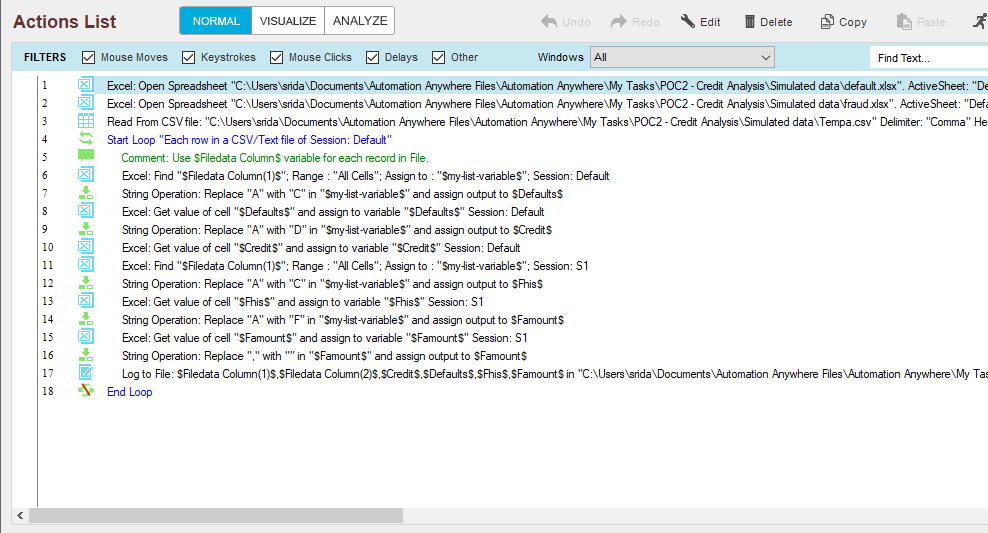 Actions List NORMAL VISUALIZE ANALYZE Undo Redo Edit Delete Copy Paste
FILTERS Mouse Moves Keystrokes Mouse Clicks Delays Other Windows All Find Text...
1 Excel: Open Spreadsheet "C:\Users\srida\Documents\Automation Anywhere Files\Automation Anywhere\My Tasks\POC2 - Credit Analysis\Simulated data\default.xlsx". ActiveSheet: "De
2 Excel: Open Spreadsheet "C:\Users\srida\Documents\Automation Anywhere Files\Automation Anywhere\My Tasks\POC2 - Credit Analysis\Simulated data\fraud.xlsx". ActiveSheet: "Defa
3 Read From CSV file: "C:\Users\srida\Documents\Automation Anywhere Files\Automation Anywhere\My Tasks\POC2 - Credit Analysis\Simulated data\Tempa.csv" Delimiter: "Comma" He
4 Start Loop "Each row in a CSV/Text file of Session: Default"
5 Comment: Use $Filedata Column$ variable for each record in File.
6 Excel: Find "$Filedata Column(1)$"; Range : "All Cells"; Assign to : "$my-list-variable$"; Session: Default
7 String Operation: Replace "A" with "C" in "$my-list-variable$" and assign output to $Defaults$
8 Excel: Get value of cell "$Defaults$" and assign to variable "$Defaults$" Session: Default
9 String Operation: Replace "A" with "D" in "$my-list-variable$" and assign output to $Credit$
10 Excel: Get value of cell "$Credit$" and assign to variable "$Credit$" Session: Default
11 Excel: Find "$Filedata Column(1)$"; Range : "All Cells"; Assign to : "$my-list-variable$"; Session: S1
12 String Operation: Replace "A" with "C" in "$my-list-variable$" and assign output to $Fhis$
13 Excel: Get value of cell "$Fhis$" and assign to variable "$Fhis$" Session: S1
14 String Operation: Replace "A" with "F" in "$my-list-variable$" and assign output to $Famount$
15 Excel: Get value of cell "$Famount$" and assign to variable "$Famount$" Session: S1
16 String Operation: Replace "," with "" in "$Famount$" and assign output to $Famount$
17 Log to File: $Filedata Column(1)$,$Filedata Column(2)$,$Credit$,$Defaults$,$Fhis$,$Famount$ in "C:\Users\srida\Documents\Automation Anywhere Files\Automation Anywhere\My Tas
18 End Loop